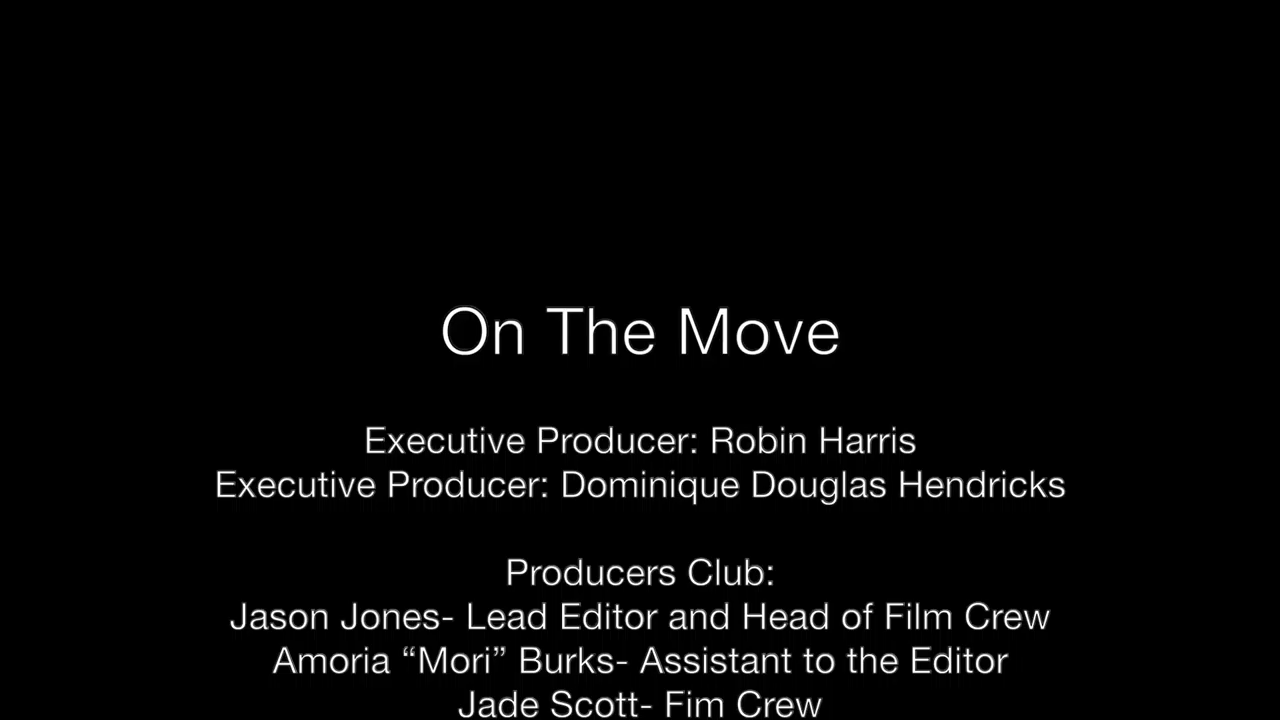 On The Move
Executive Producer: Robin Harris
Executive Producer: Dominique Douglas Hendricks
Producers Club:
Jason Jones- Lead Editor and Head of Film Crew
Amoria “Mori” Burks- Assistant to the Editor
Jade Scott- Fim Crew